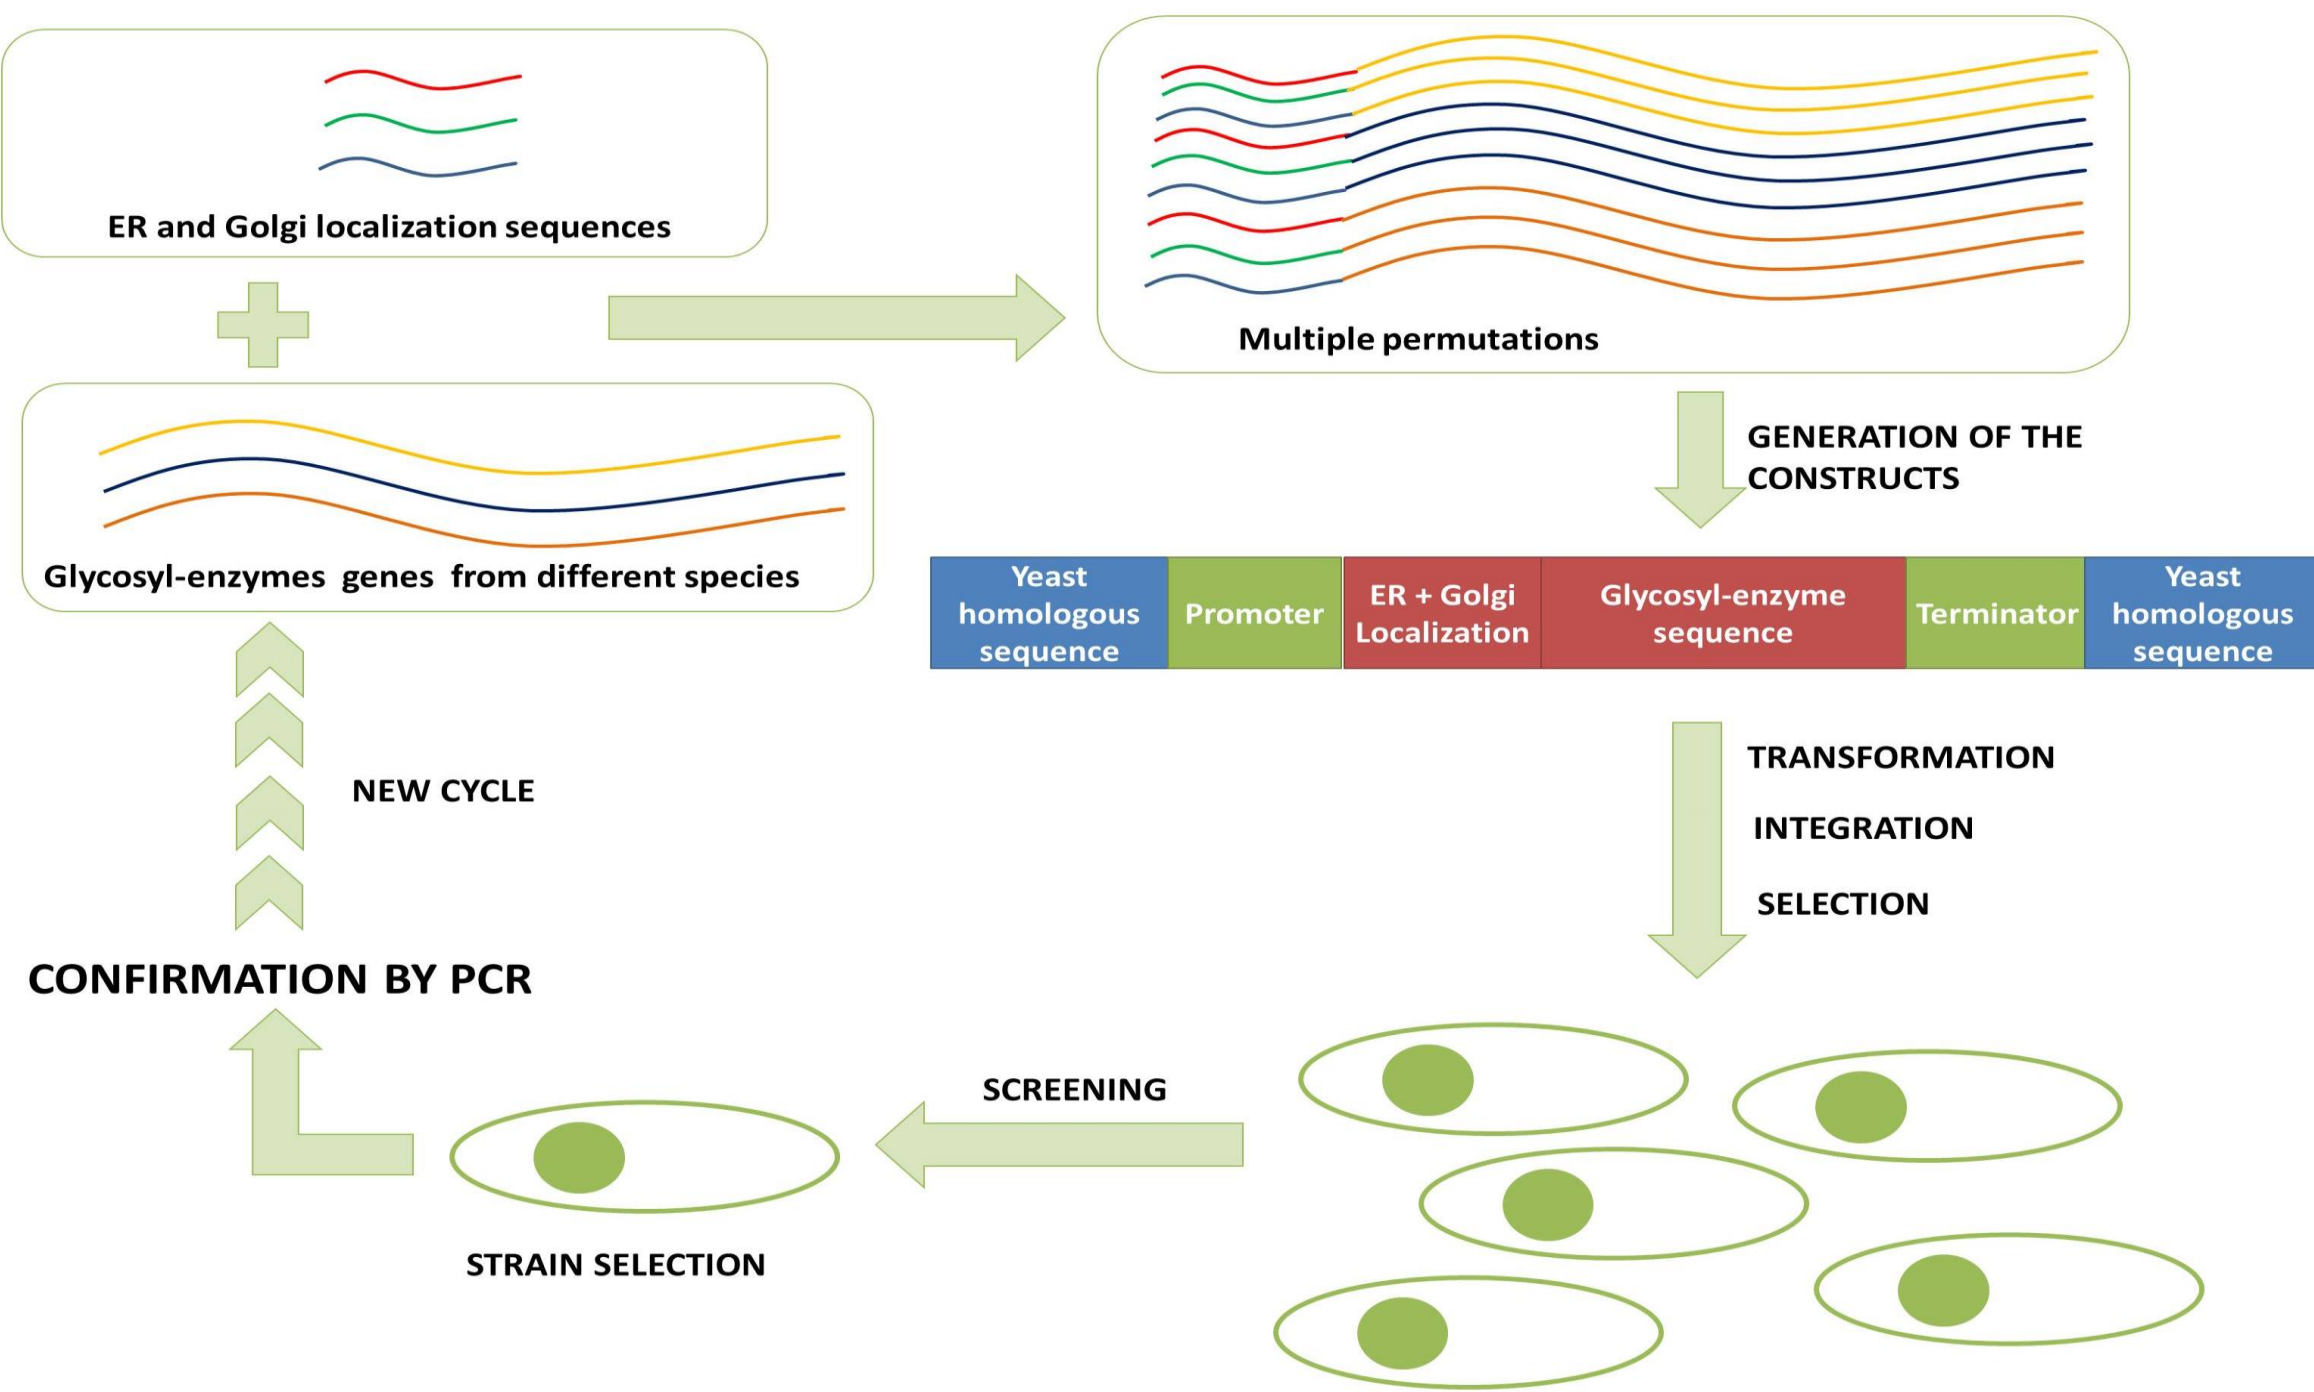 ER and Golgi localization sequences
Multiple permutations
Glycosyl-enzymes genes from different species
GENERATION OF THE
CONSTRUCTS
Yeast
homologous
sequence
Promoter
ER + Golgi
Localization
Glycosyl-enzyme
sequence
Terminator
Yeast
homologous
sequence
TRANSFORMATION
INTEGRATION
SELECTION
SCREENING
STRAIN SELECTION
CONFIRMATION BY PCR
NEW CYCLE